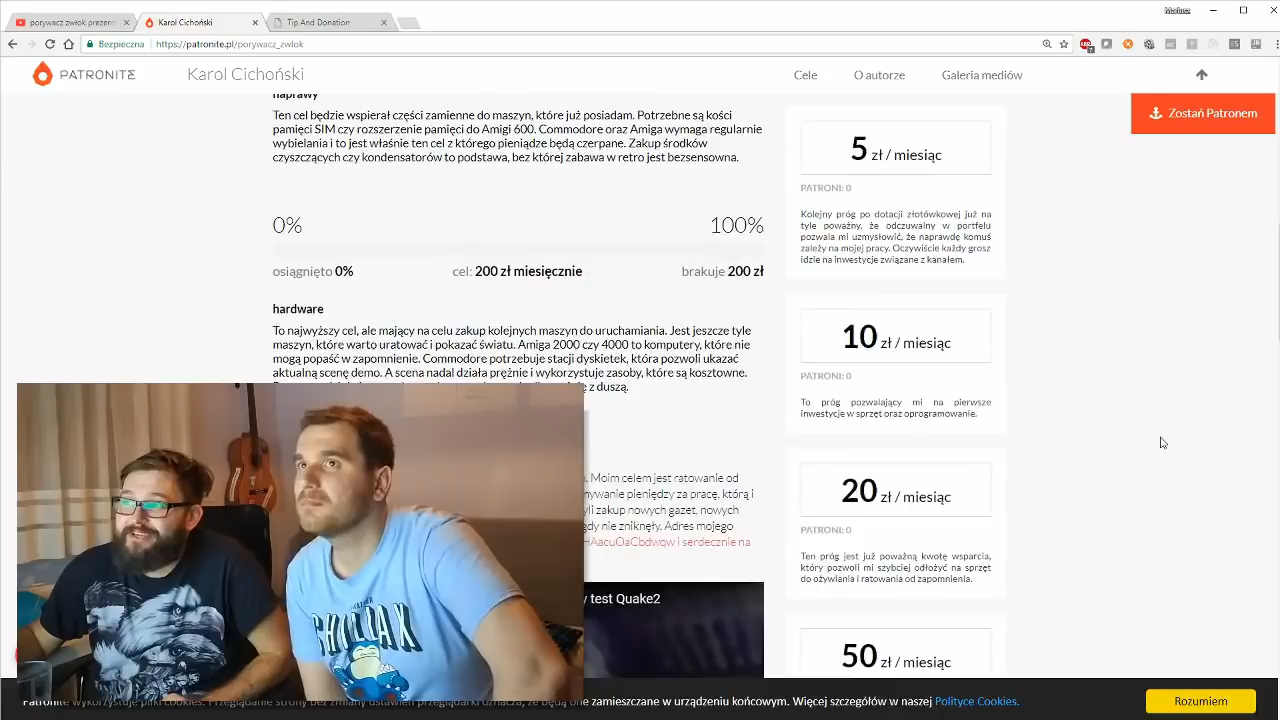 porywacz zwłok prezent
Karol Cichoński
Tip And Donation
Mariusz
Bezpieczna
https://patronite.pl/porywacz_zwlok
PATRONITE
Karol Cichoński
Cele
O autorze
Galeria mediów
Zostań Patronem
naprawy
Ten cel będzie wspierał części zamienne do maszyn, które już posiadam. Potrzebne są kości
pamięci SIM czy rozszerzenie pamięci do Amigi 600. Commodore oraz Amiga wymaga regularnie
wybielania i to jest właśnie ten cel z którego pieniądze będą czerpane. Zakup środków
czyszczących czy kondensatorów to podstawa, bez której zabawa w retro jest bezsensowna.
0%
100%
osiągnięto 0%
cel: 200 zł miesięcznie
brakuje 200 zł
hardware
To najwyższy cel, ale mający na celu zakup kolejnych maszyn do uruchamiania. Jest jeszcze tyle
maszyn, które warto uratować i pokazać światu. Amiga 2000 czy 4000 to komputery, które nie
mogą popaść w zapomnienie. Commodore potrzebuje stacji dyskietek, która pozwoli ukazać
aktualną scenę demo. A scena nadal działa prężnie i wykorzystuje zasoby, które są kosztowne.
z duszą.
. Moim celem jest ratowanie od
nywanie pieniędzy za pracę, którą i
yli zakup nowych gazet, nowych
gdy nie zniknęły. Adres mojego
HAacuOaCbdwqw i serdecznie na
y test Quake2
5 zł / miesiąc
PATRONI: 0
Kolejny próg po dotacji złotówkowej już na
tyle poważny, że odczuwalny w portfelu
pozwala mi uzmysłowić, że naprawdę komuś
zależy na mojej pracy. Oczywiście każdy grosz
idzie na inwestycje związane z kanałem.
10 zł / miesiąc
PATRONI: 0
To próg pozwalający mi na pierwsze
inwestycje w sprzęt oraz oprogramowanie.
20 zł / miesiąc
PATRONI: 0
Ten próg jest już poważną kwotę wsparcia,
który pozwoli mi szybciej odłożyć na sprzęt
do ożywiania i ratowania od zapomnienia.
50 zł / miesiąc
CHILLAX
Patronite wykorzystuje pliki cookies. Przeglądanie strony bez zmiany ustawień przeglądarki oznacza, że będą one zamieszczane w urządzeniu końcowym. Więcej szczegółów w naszej Polityce Cookies.
Rozumiem